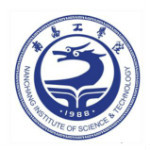 南昌工学院
NANCHANG INSTITUTE OF SCIENCE & TECHNOLOGY
·1988·